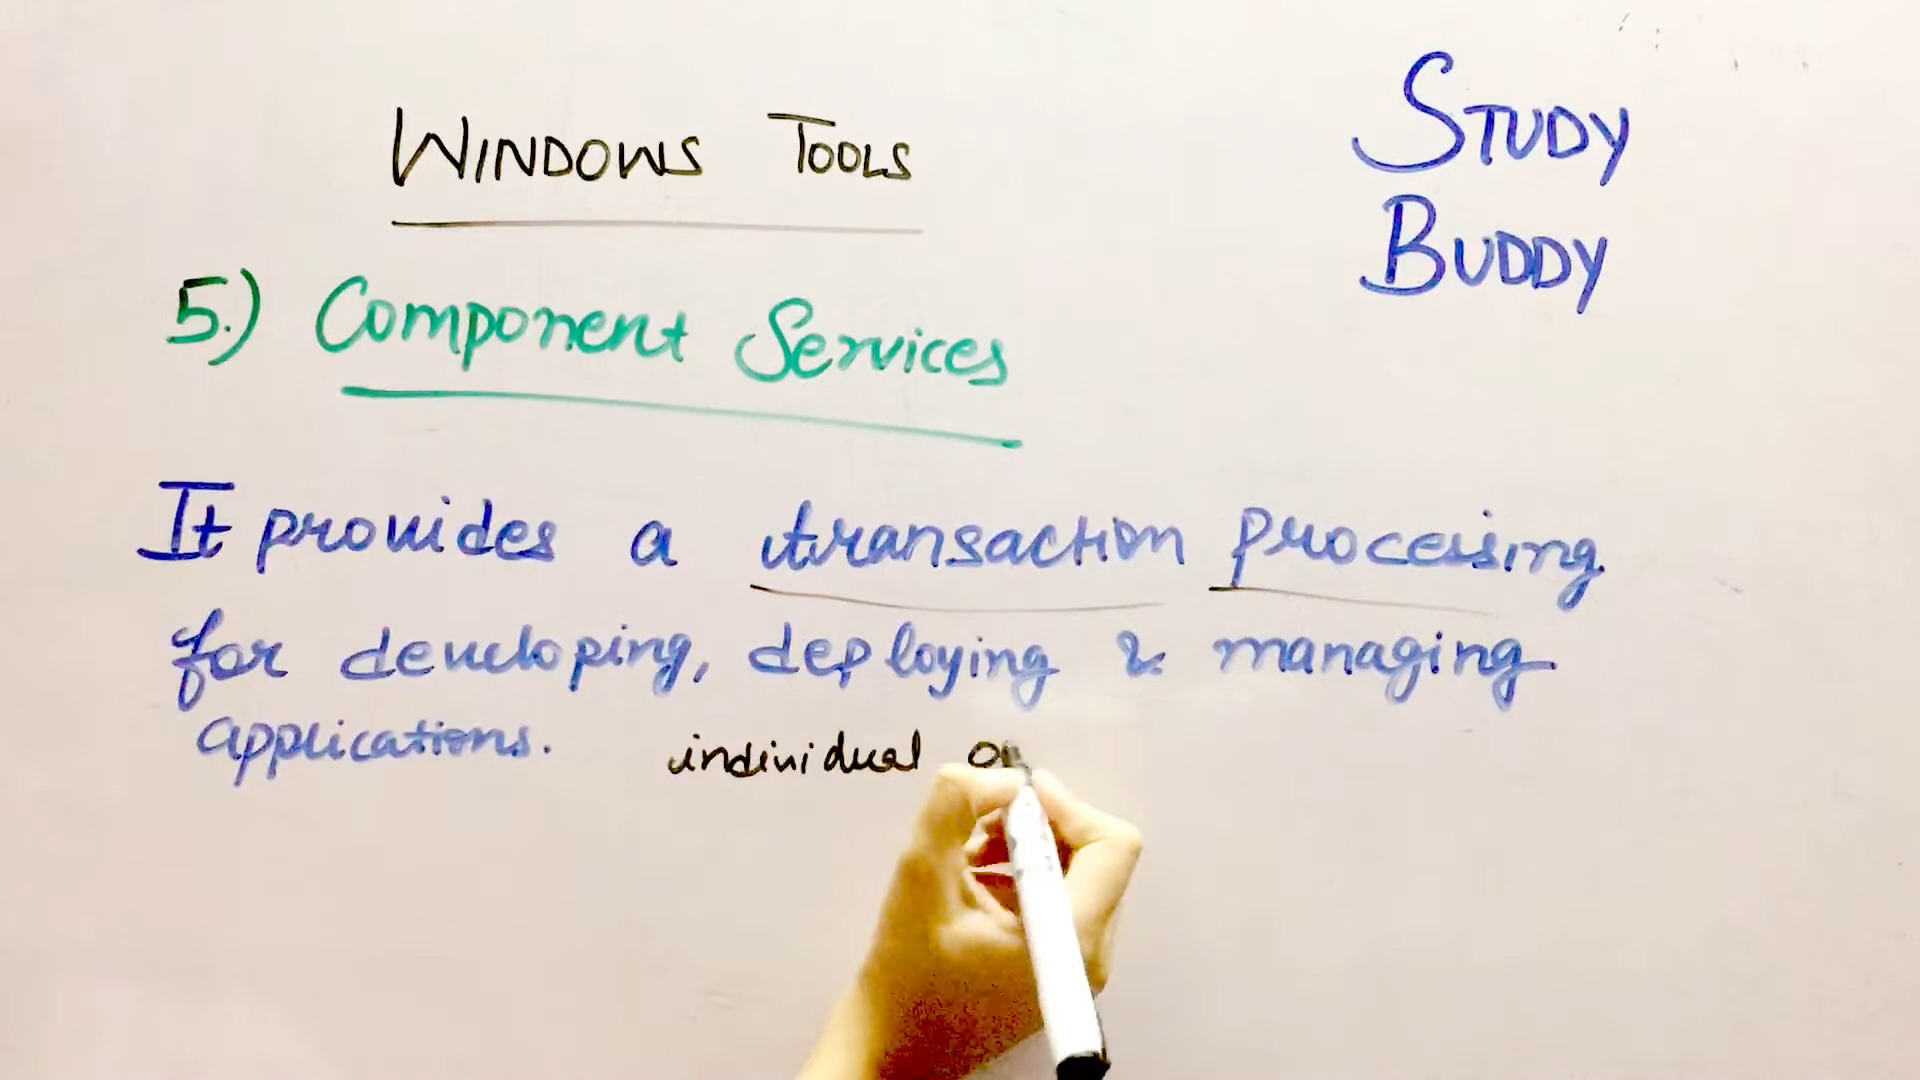 WINDOWS TOOLS
STUDY
BUDDY
5.) Component Services
It provides a transaction processing
for developing, deploying & managing
applications. individual